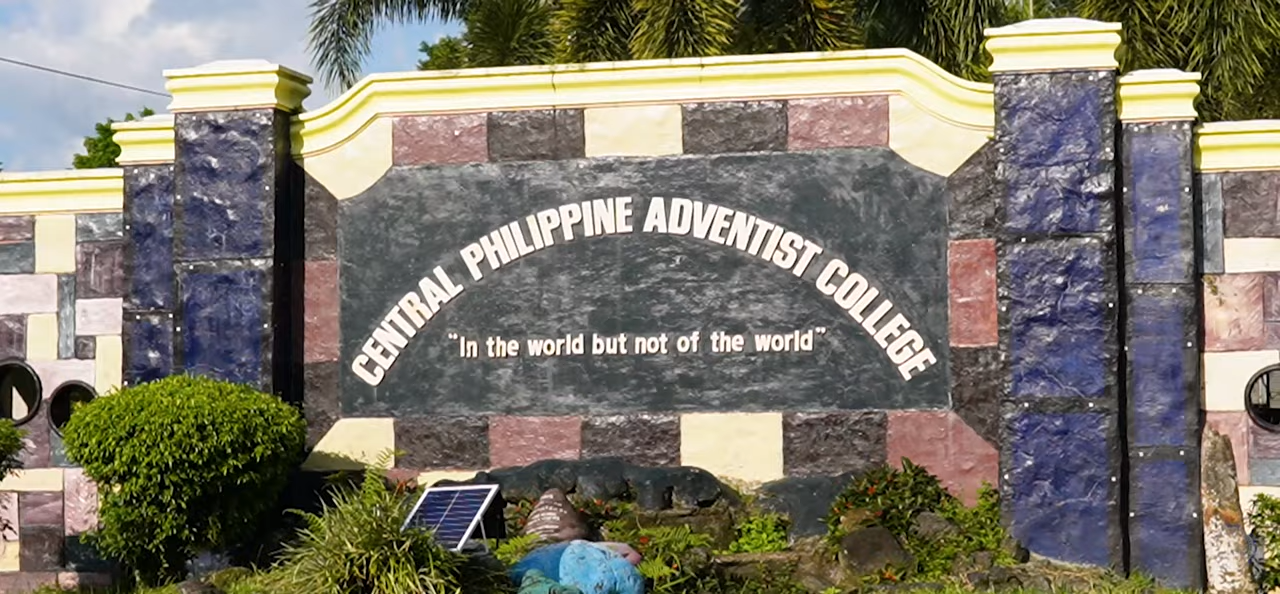 CENTRAL PHILIPPINE ADVENTIST COLLEGE
"In the world but not of the world"